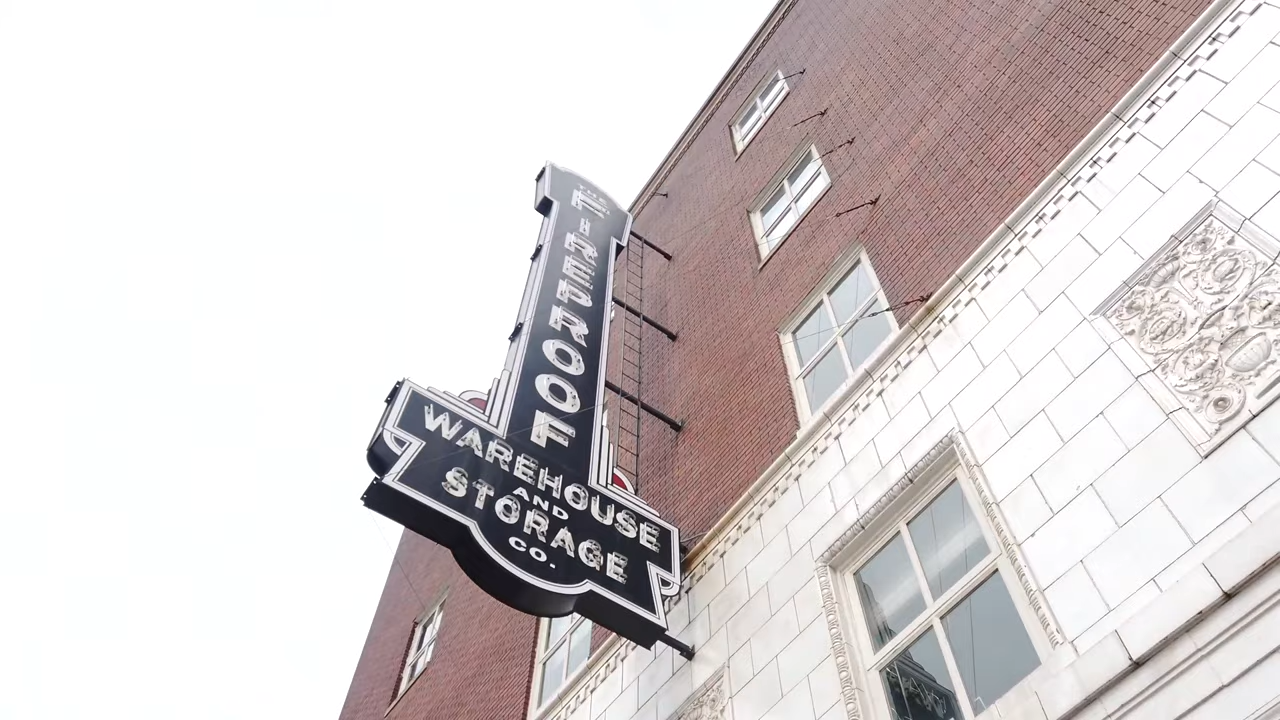 THE
FIREPROOF
WAREHOUSE
AND
STORAGE
CO.